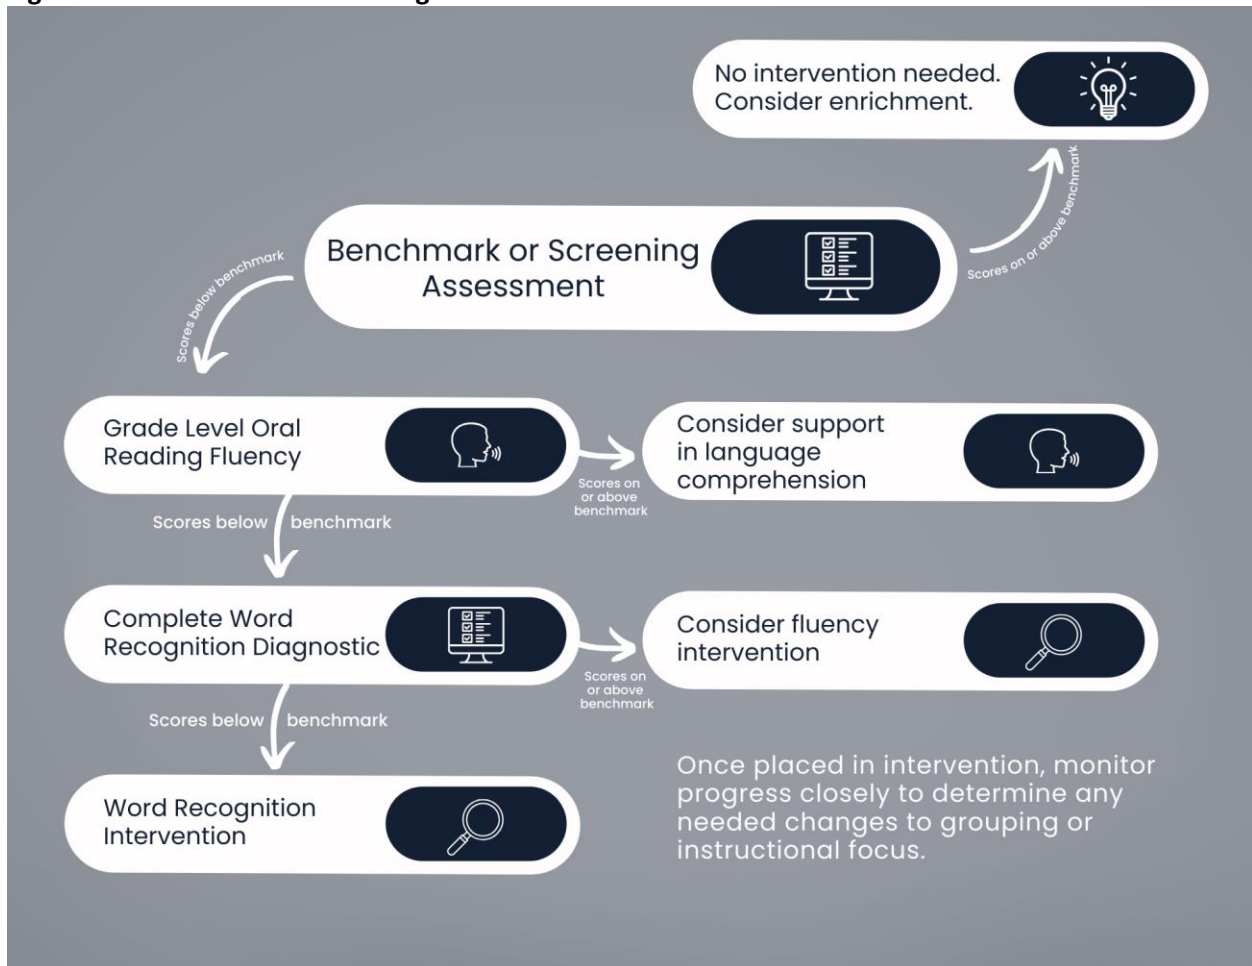 No intervention needed.
Consider enrichment.
Scores on or above benchmark
Benchmark or Screening
Assessment
Scores below benchmark
Grade Level Oral
Reading Fluency
Scores on
or above
benchmark
Consider support
in language
comprehension
Scores below benchmark
Complete Word
Recognition Diagnostic
Scores on
or above
benchmark
Consider fluency
intervention
Scores below benchmark
Word Recognition
Intervention
Once placed in intervention, monitor
progress closely to determine any
needed changes to grouping or
instructional focus.